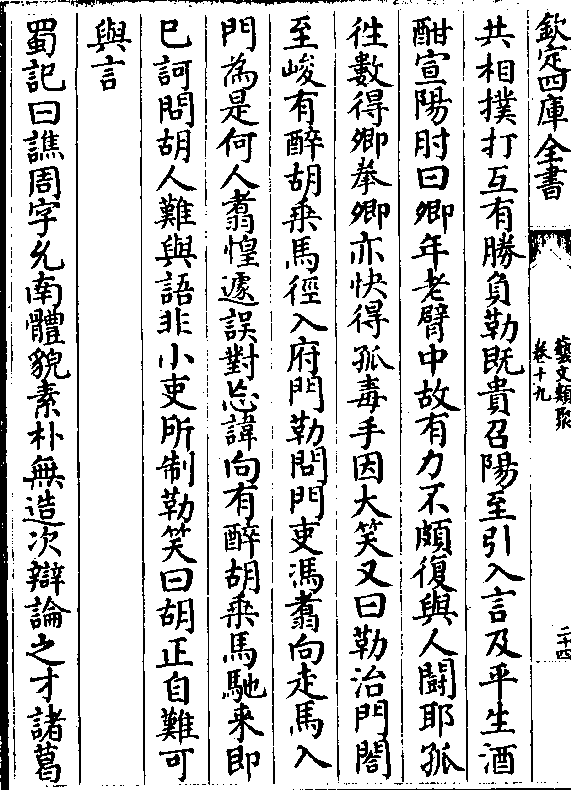 欽定四庫全書
藝文類聚
卷十九
二十四
共相撲打互有勝負勒既貴召陽至引入言及平生酒
酣宣陽肘曰卿年老臂中故有力不頗復與人鬪耶孤
徃數得卿拳卿亦快得孤毒手因大笑又曰勒治門閤
至峻有醉胡乘馬徑入府門勒問門吏馮翥向走馬入
門為是何人翥惶遽誤對忘諱向有醉胡乘馬馳來即
已訶問胡人難與語非小吏所制勒笑曰胡正自難可
與言
蜀記曰譙周字允南體貌素朴無造次辯論之才諸葛